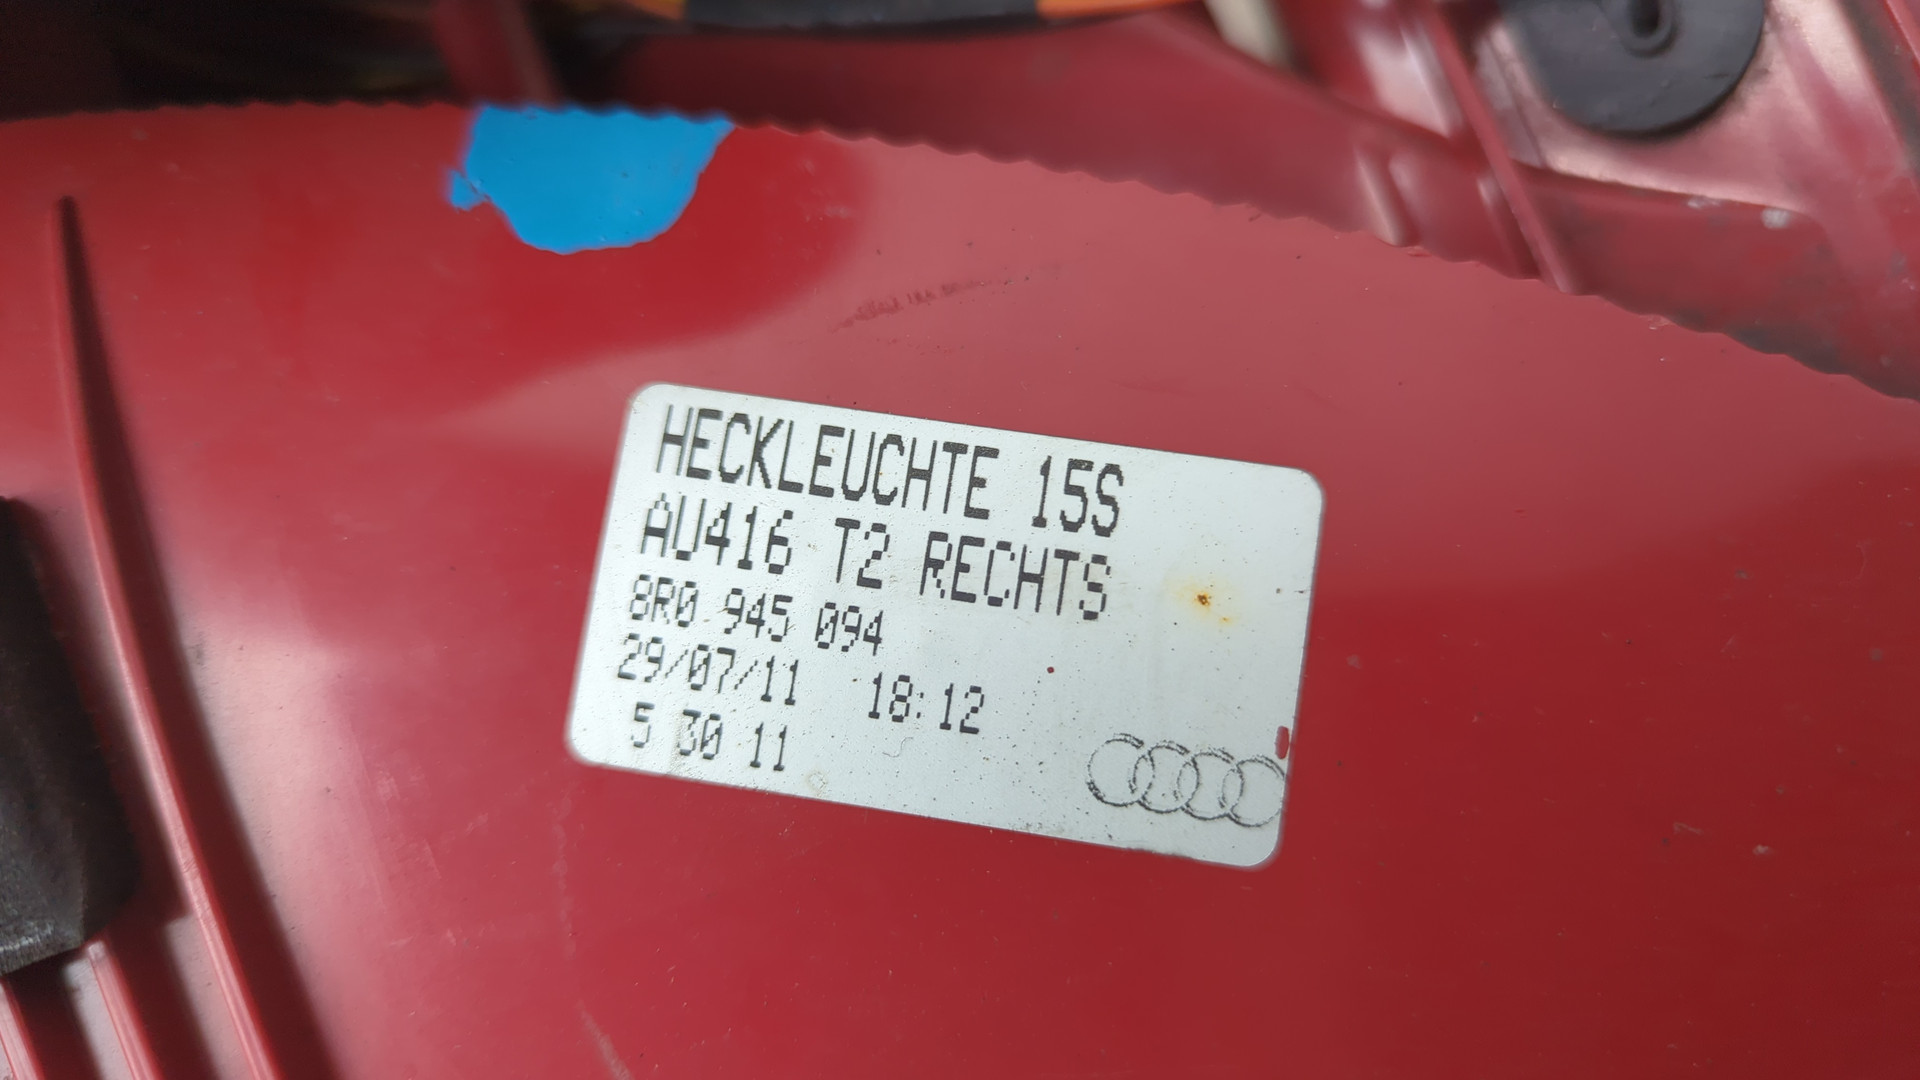 HECKLEUCHTE 15S
AU416 T2 RECHTS
8R0 945 094
29/07/11 18:12
5 30 11